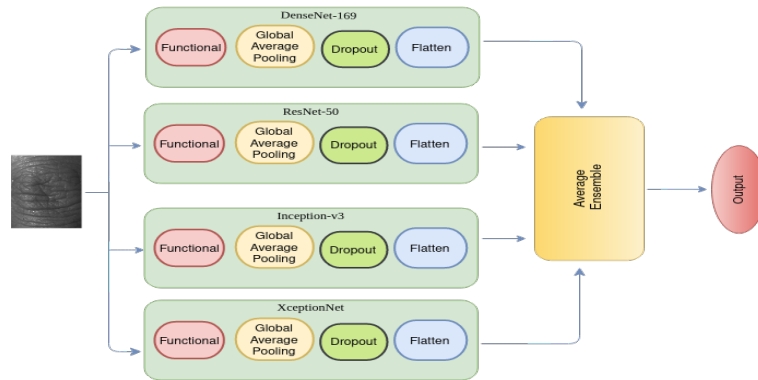 DenseNet-169
Functional
Global
Average
Pooling
Dropout
Flatten
ResNet-50
Functional
Global
Average
Pooling
Dropout
Flatten
Inception-v3
Functional
Global
Average
Pooling
Dropout
Flatten
XceptionNet
Functional
Global
Average
Pooling
Dropout
Flatten
Average
Ensemble
Output